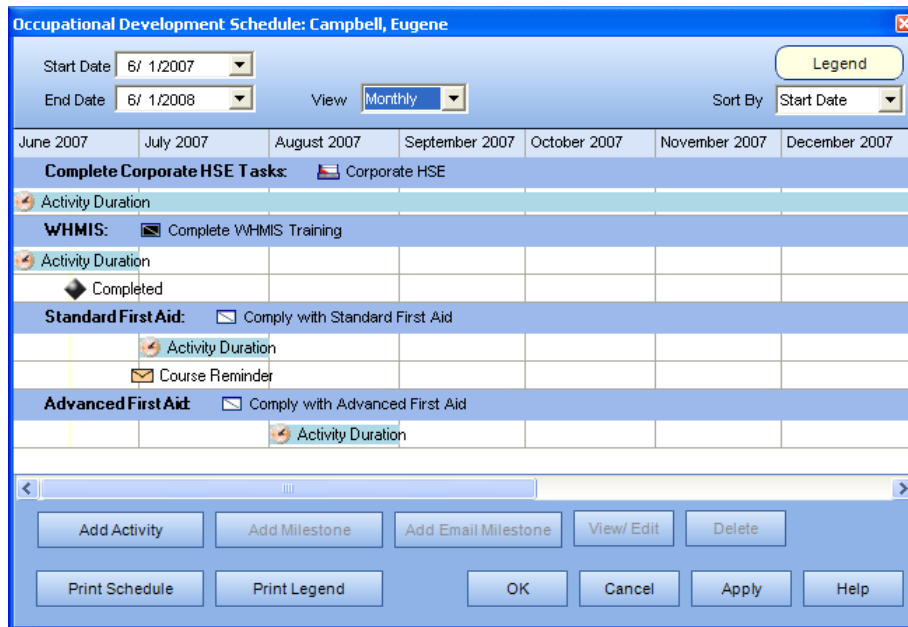 Occupational Development Schedule: Campbell, Eugene
Start Date 6/ 1/2007 Legend
End Date 6/ 1/2008 View Monthly Sort By Start Date
June 2007 July 2007 August 2007 September 2007 October 2007 November 2007 December 2007
Complete Corporate HSE Tasks: Corporate HSE
Activity Duration
WHMIS: Complete WHMIS Training
Activity Duration
Completed
Standard First Aid: Comply with Standard First Aid
Activity Duration
Course Reminder
Advanced First Aid: Comply with Advanced First Aid
Activity Duration
Add Activity Add Milestone Add Email Milestone View/ Edit Delete
Print Schedule Print Legend OK Cancel Apply Help